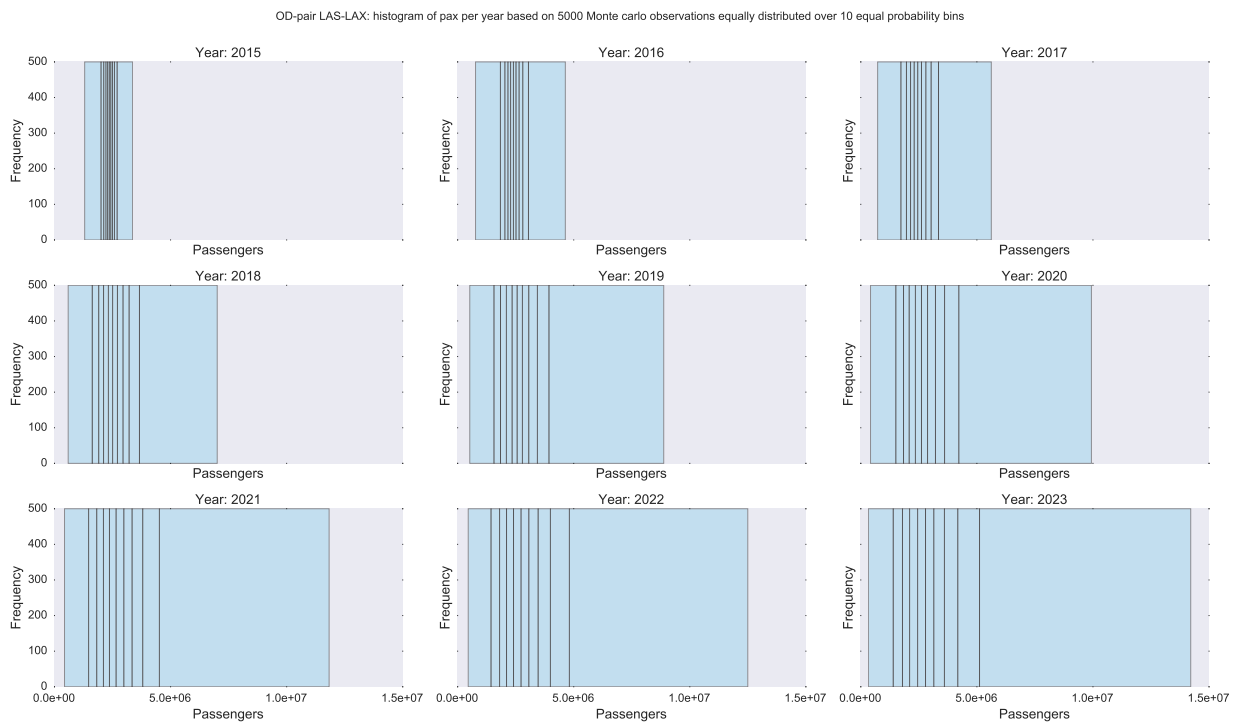 OD-pair LAS-LAX: histogram of pax per year based on 5000 Monte carlo observations equally distributed over 10 equal probability bins
Year: 2015
Year: 2016
Year: 2017
500
400
300
200
100
0
Frequency
Frequency
Frequency
Passengers
Passengers
Passengers
Year: 2018
Year: 2019
Year: 2020
500
400
300
200
100
0
Frequency
Frequency
Frequency
Passengers
Passengers
Passengers
Year: 2021
Year: 2022
Year: 2023
500
400
300
200
100
0
Frequency
Frequency
Frequency
0.0e+00 5.0e+06 1.0e+07 1.5e+07
0.0e+00 5.0e+06 1.0e+07 1.5e+07
0.0e+00 5.0e+06 1.0e+07 1.5e+07
Passengers
Passengers
Passengers